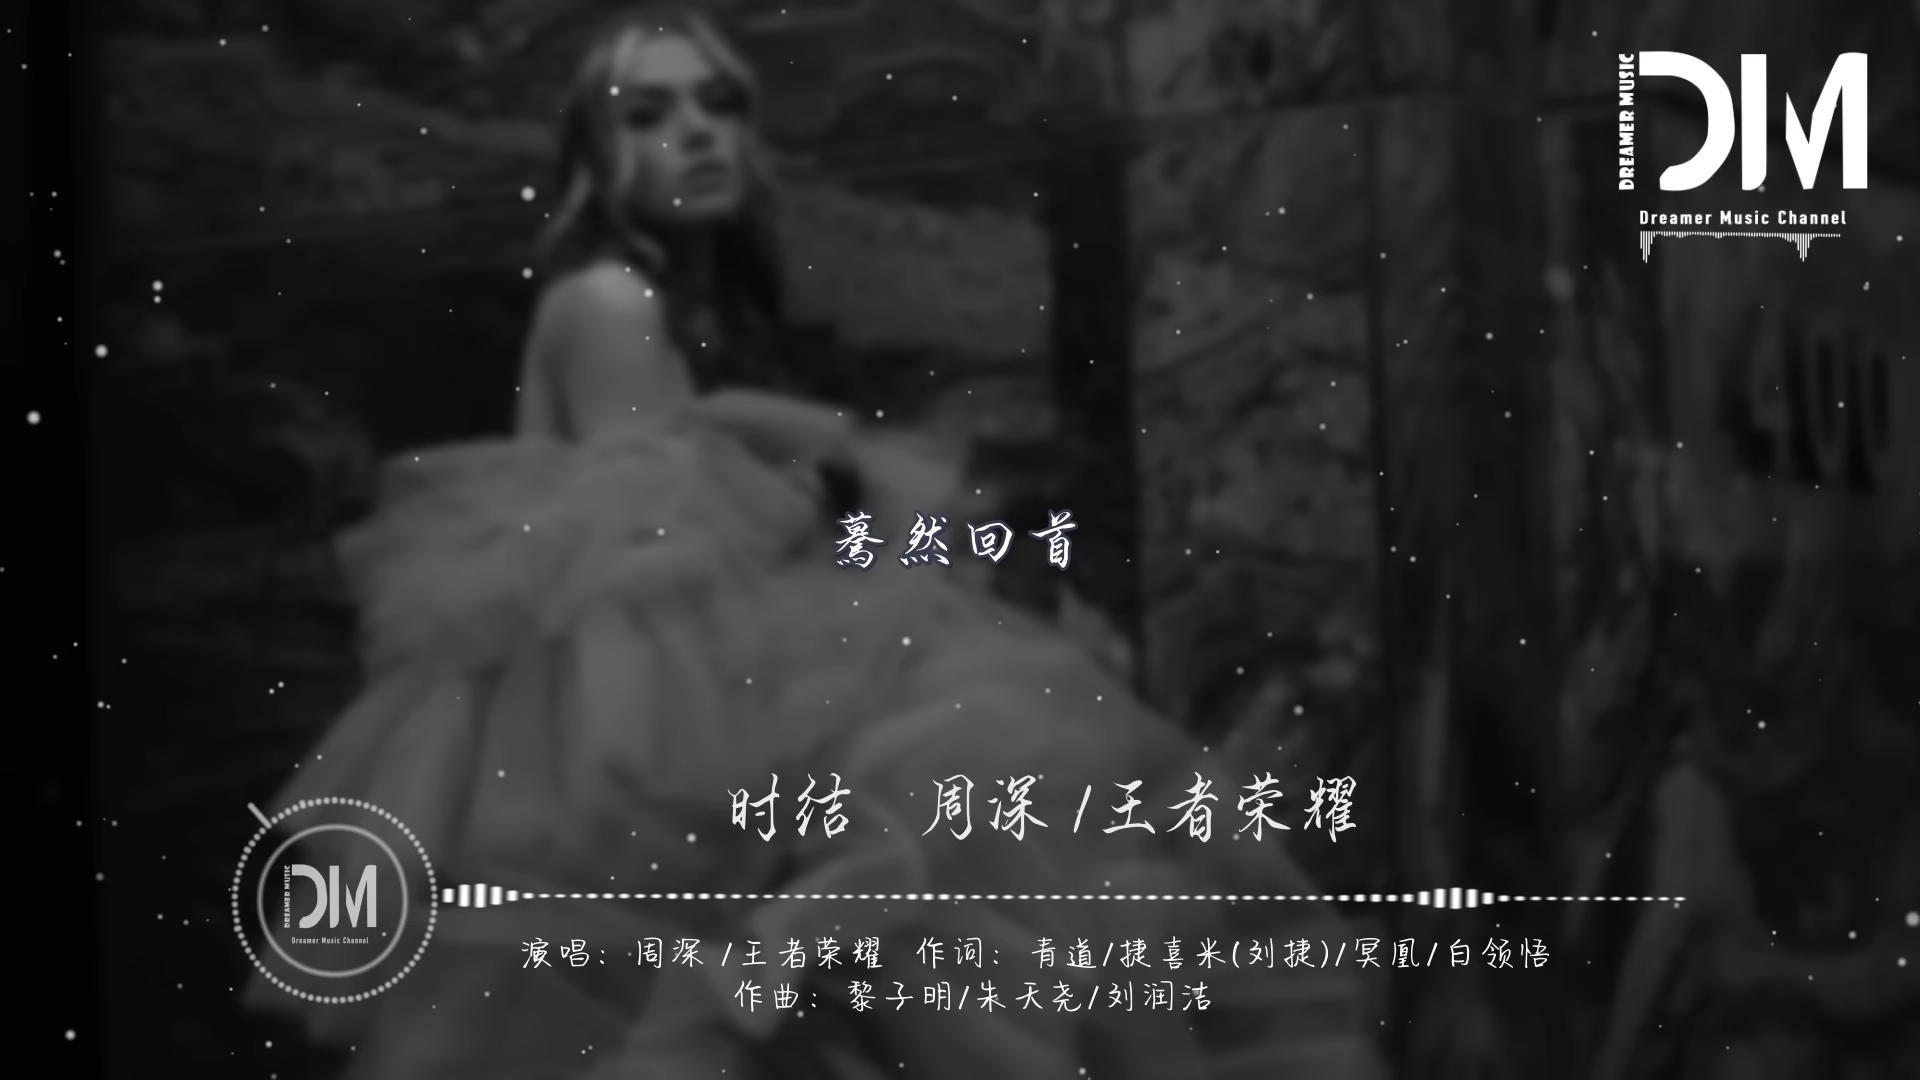 DREAMER MUSIC
DM
Dreamer Music Channel
蓦然回首
时结 周深 /王者荣耀
DREAMER MUSIC
DM
Dreamer Music Channel
演唱: 周深 /王者荣耀 作词: 青道/捷喜米(刘捷)/冥凰/白领悟
作曲: 黎子明/朱天尧/刘润洁